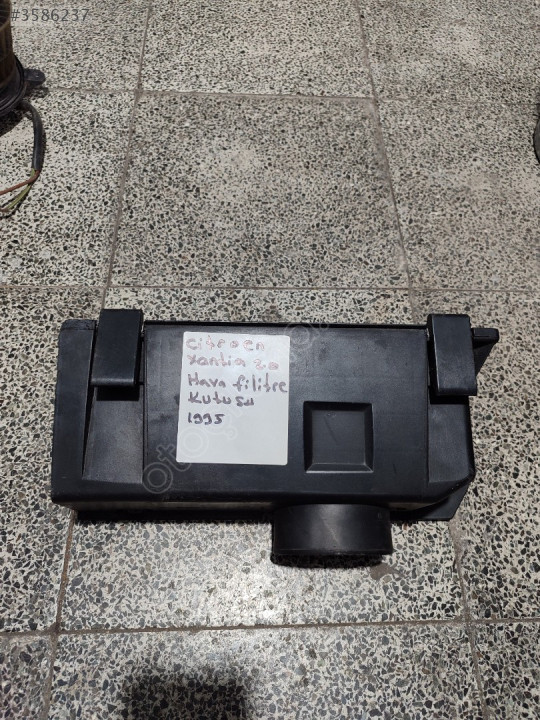 #3586237
Citroen
Xantia 2.0
Hava filitre
Kutusu
1995